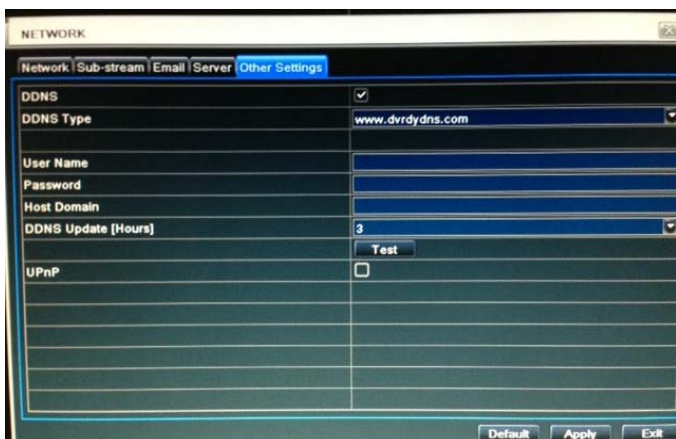 NETWORK
Network Sub-stream Email Server Other Settings
DDNS
DDNS Type www.dvrdydns.com
User Name
Password
Host Domain
DDNS Update [Hours] 3
Test
UPnP
Default Apply Exit